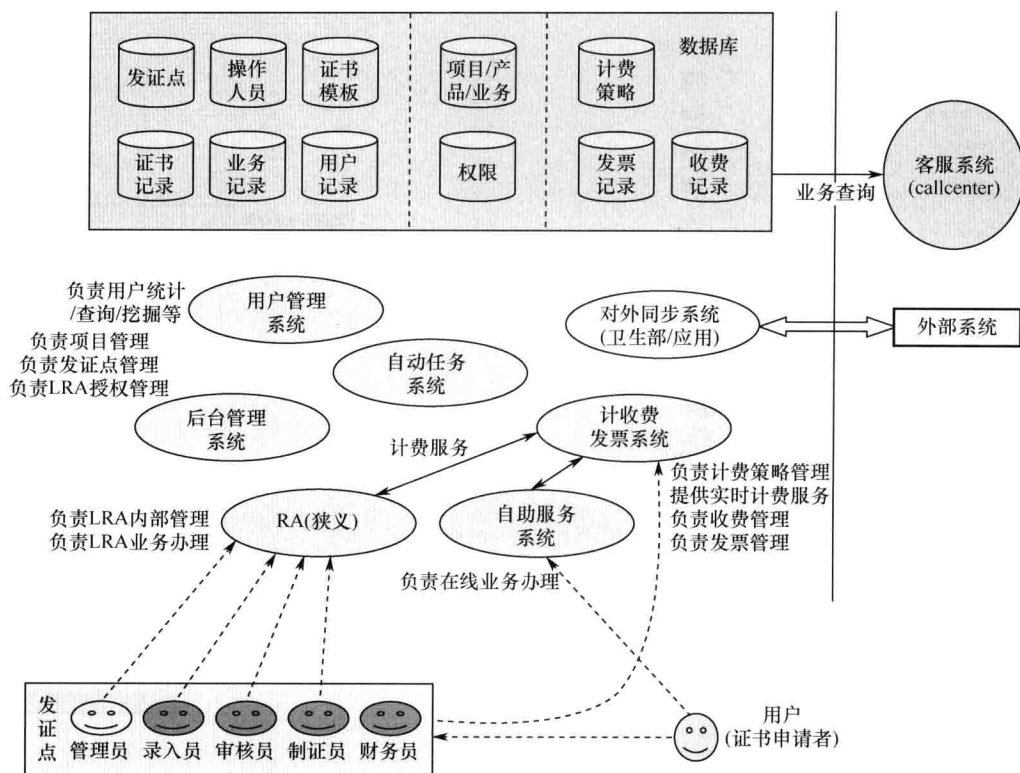 数据库
发证点
操作
人员
证书
模板
项目/产
品/业务
计费
策略
证书
记录
业务
记录
用户
记录
权限
发票
记录
收费
记录
客服系统
(callcenter)
业务查询
负责用户统计
/查询/挖掘等
用户管理
系统
对外同步系统
(卫生部/应用)
外部系统
负责项目管理
负责发证点管理
负责LRA授权管理
自动任务
系统
后台管理
系统
计收费
发票系统
计费服务
负责计费策略管理
提供实时计费服务
负责收费管理
负责发票管理
负责LRA内部管理
负责LRA业务办理
RA(狭义)
自助服务
系统
负责在线业务办理
发
证
点
管理员
录入员
审核员
制证员
财务员
用户
(证书申请者)